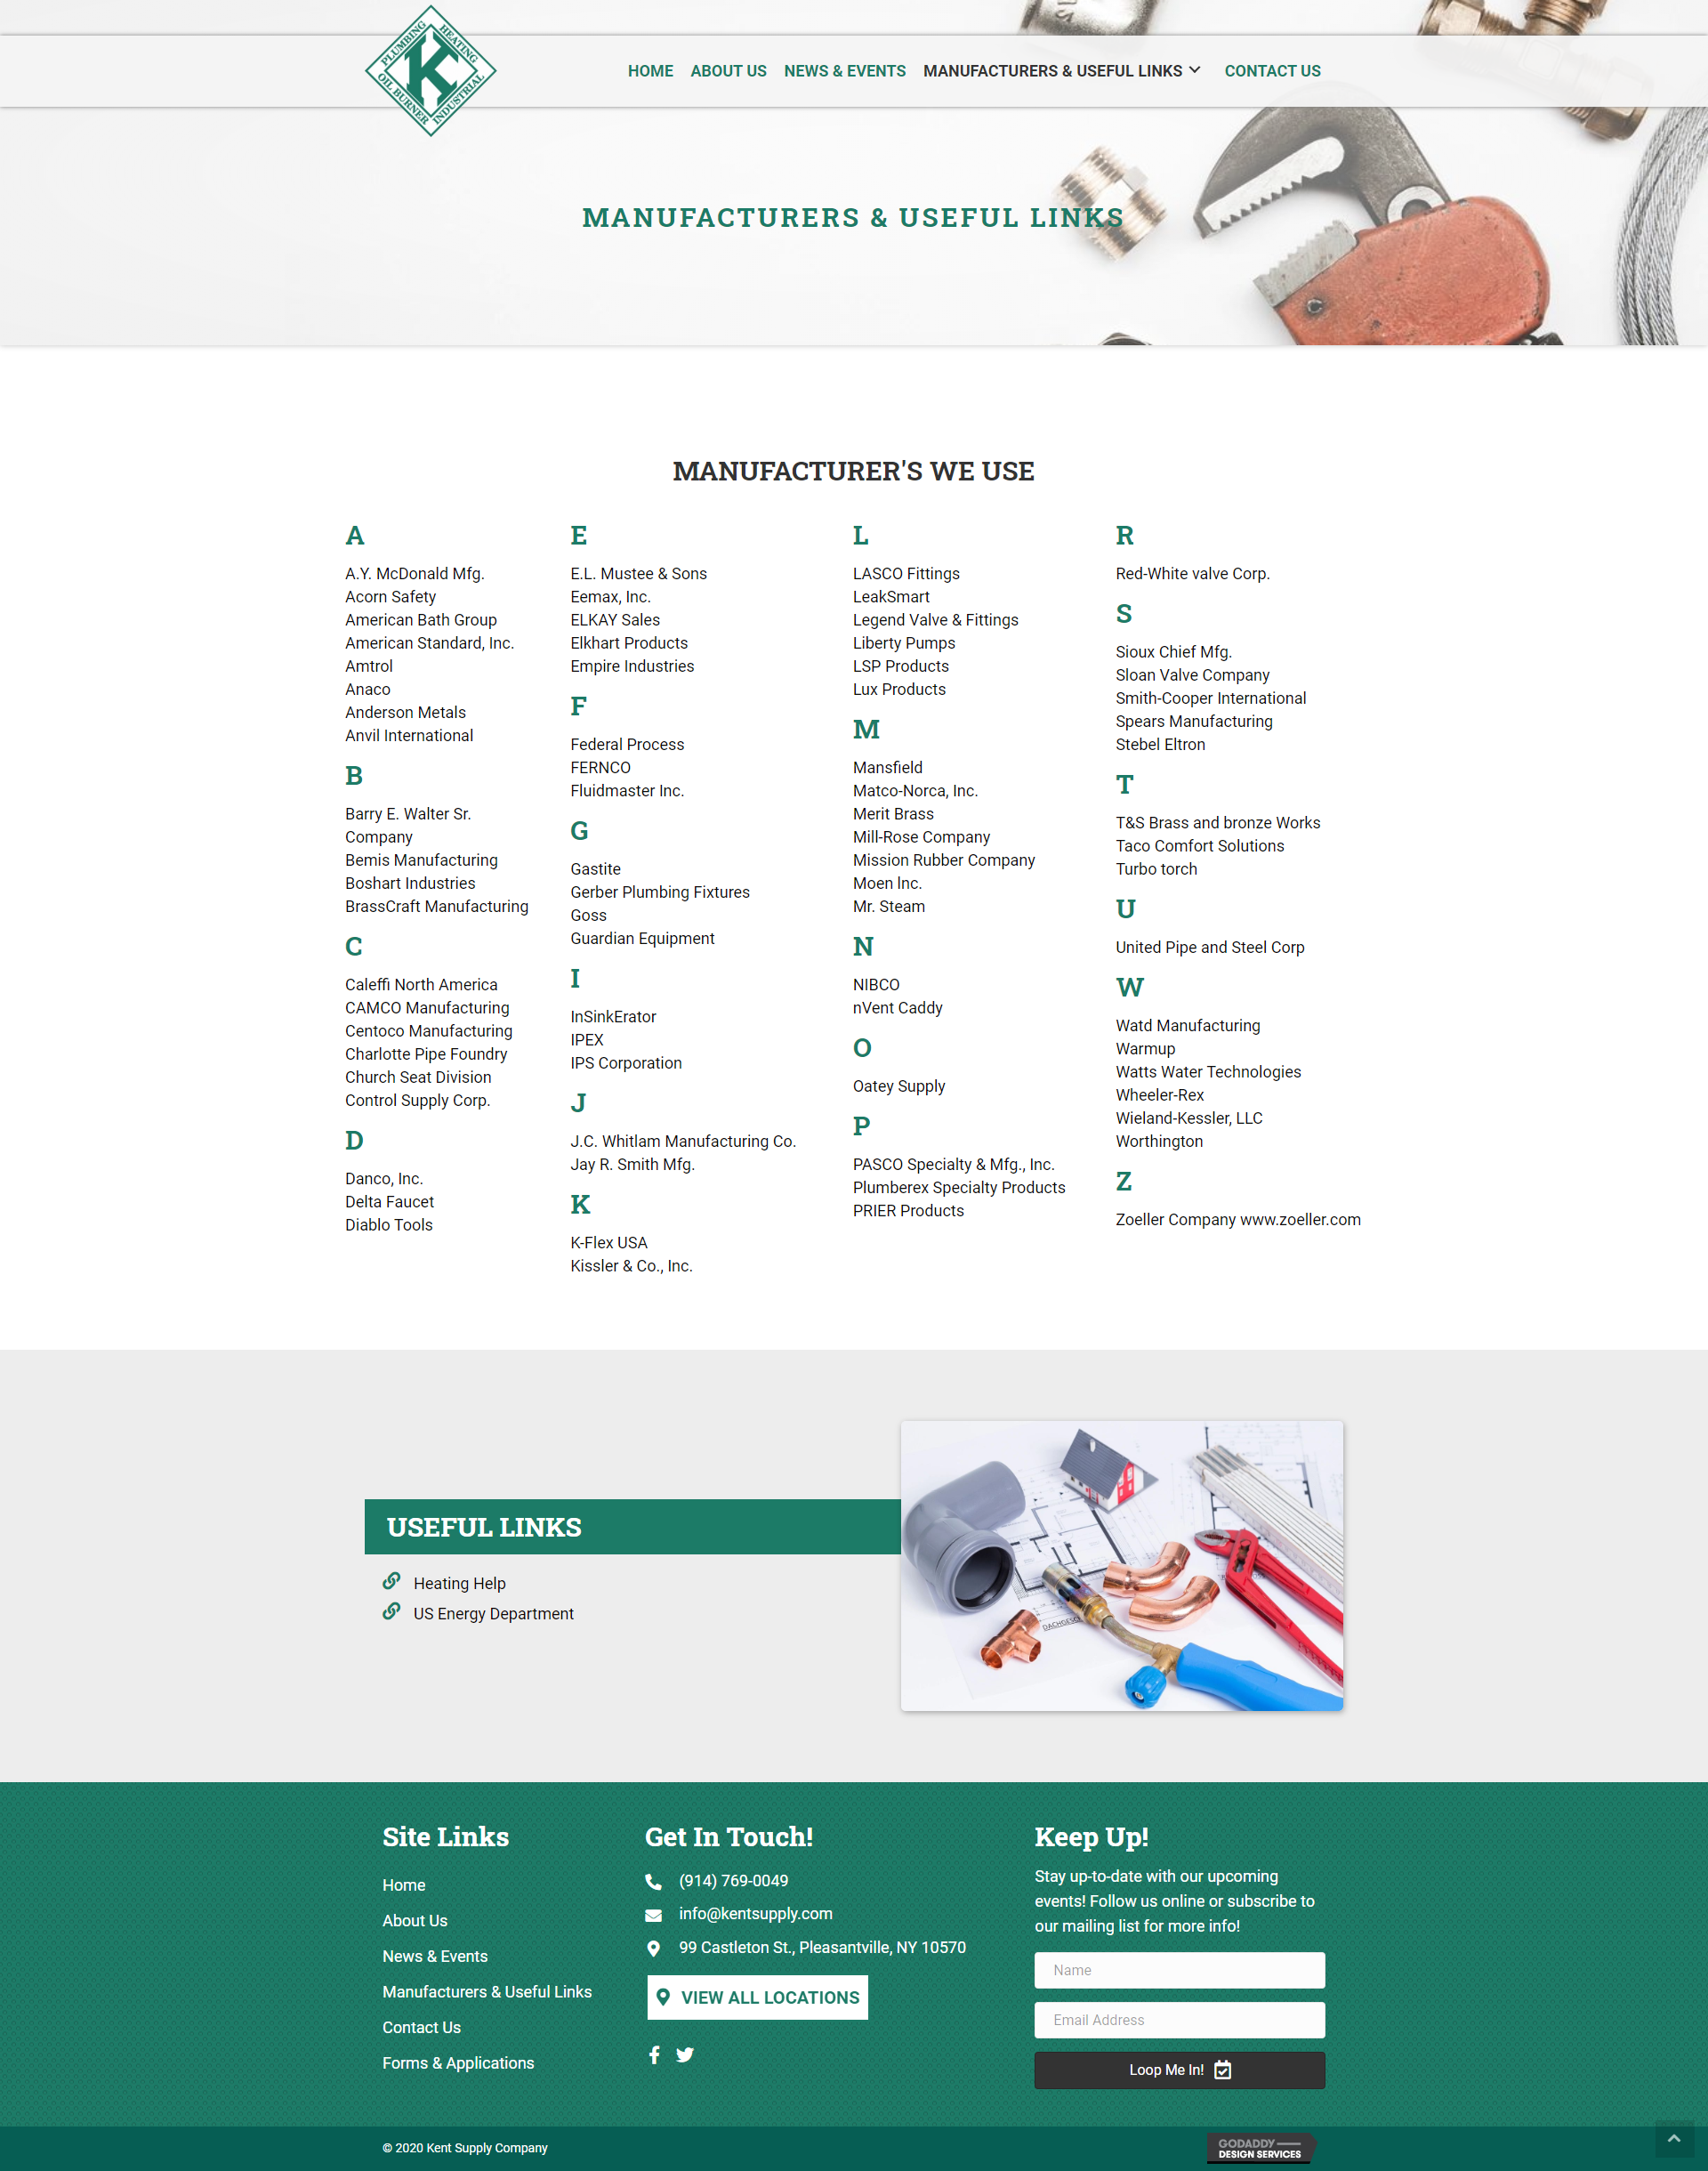 PLUMBING
HEATING
OIL BURNER
INDUSTRIAL
K
HOME
ABOUT US
NEWS & EVENTS
MANUFACTURERS & USEFUL LINKS
CONTACT US
MANUFACTURERS & USEFUL LINKS
MANUFACTURER'S WE USE
A
A.Y. McDonald Mfg.
Acorn Safety
American Bath Group
American Standard, Inc.
Amtrol
Anaco
Anderson Metals
Anvil International
B
Barry E. Walter Sr.
Company
Bemis Manufacturing
Boshart Industries
BrassCraft Manufacturing
C
Caleffi North America
CAMCO Manufacturing
Centoco Manufacturing
Charlotte Pipe Foundry
Church Seat Division
Control Supply Corp.
D
Danco, Inc.
Delta Faucet
Diablo Tools
E
E.L. Mustee & Sons
Eemax, Inc.
ELKAY Sales
Elkhart Products
Empire Industries
F
Federal Process
FERNCO
Fluidmaster Inc.
G
Gastite
Gerber Plumbing Fixtures
Goss
Guardian Equipment
I
InSinkErator
IPEX
IPS Corporation
J
J.C. Whitlam Manufacturing Co.
Jay R. Smith Mfg.
K
K-Flex USA
Kissler & Co., Inc.
L
LASCO Fittings
LeakSmart
Legend Valve & Fittings
Liberty Pumps
LSP Products
Lux Products
M
Mansfield
Matco-Norca, Inc.
Merit Brass
Mill-Rose Company
Mission Rubber Company
Moen lnc.
Mr. Steam
N
NIBCO
nVent Caddy
O
Oatey Supply
P
PASCO Specialty & Mfg., Inc.
Plumberex Specialty Products
PRIER Products
R
Red-White valve Corp.
S
Sioux Chief Mfg.
Sloan Valve Company
Smith-Cooper International
Spears Manufacturing
Stebel Eltron
T
T&S Brass and bronze Works
Taco Comfort Solutions
Turbo torch
U
United Pipe and Steel Corp
W
Watd Manufacturing
Warmup
Watts Water Technologies
Wheeler-Rex
Wieland-Kessler, LLC
Worthington
Z
Zoeller Company www.zoeller.com
USEFUL LINKS
Heating Help
US Energy Department
DACHGESC
Site Links
Home
About Us
News & Events
Manufacturers & Useful Links
Contact Us
Forms & Applications
Get In Touch!
(914) 769-0049
info@kentsupply.com
99 Castleton St., Pleasantville, NY 10570
VIEW ALL LOCATIONS
Keep Up!
Stay up-to-date with our upcoming
events! Follow us online or subscribe to
our mailing list for more info!
Name
Email Address
Loop Me In!
© 2020 Kent Supply Company
GODADDY
DESIGN SERVICES